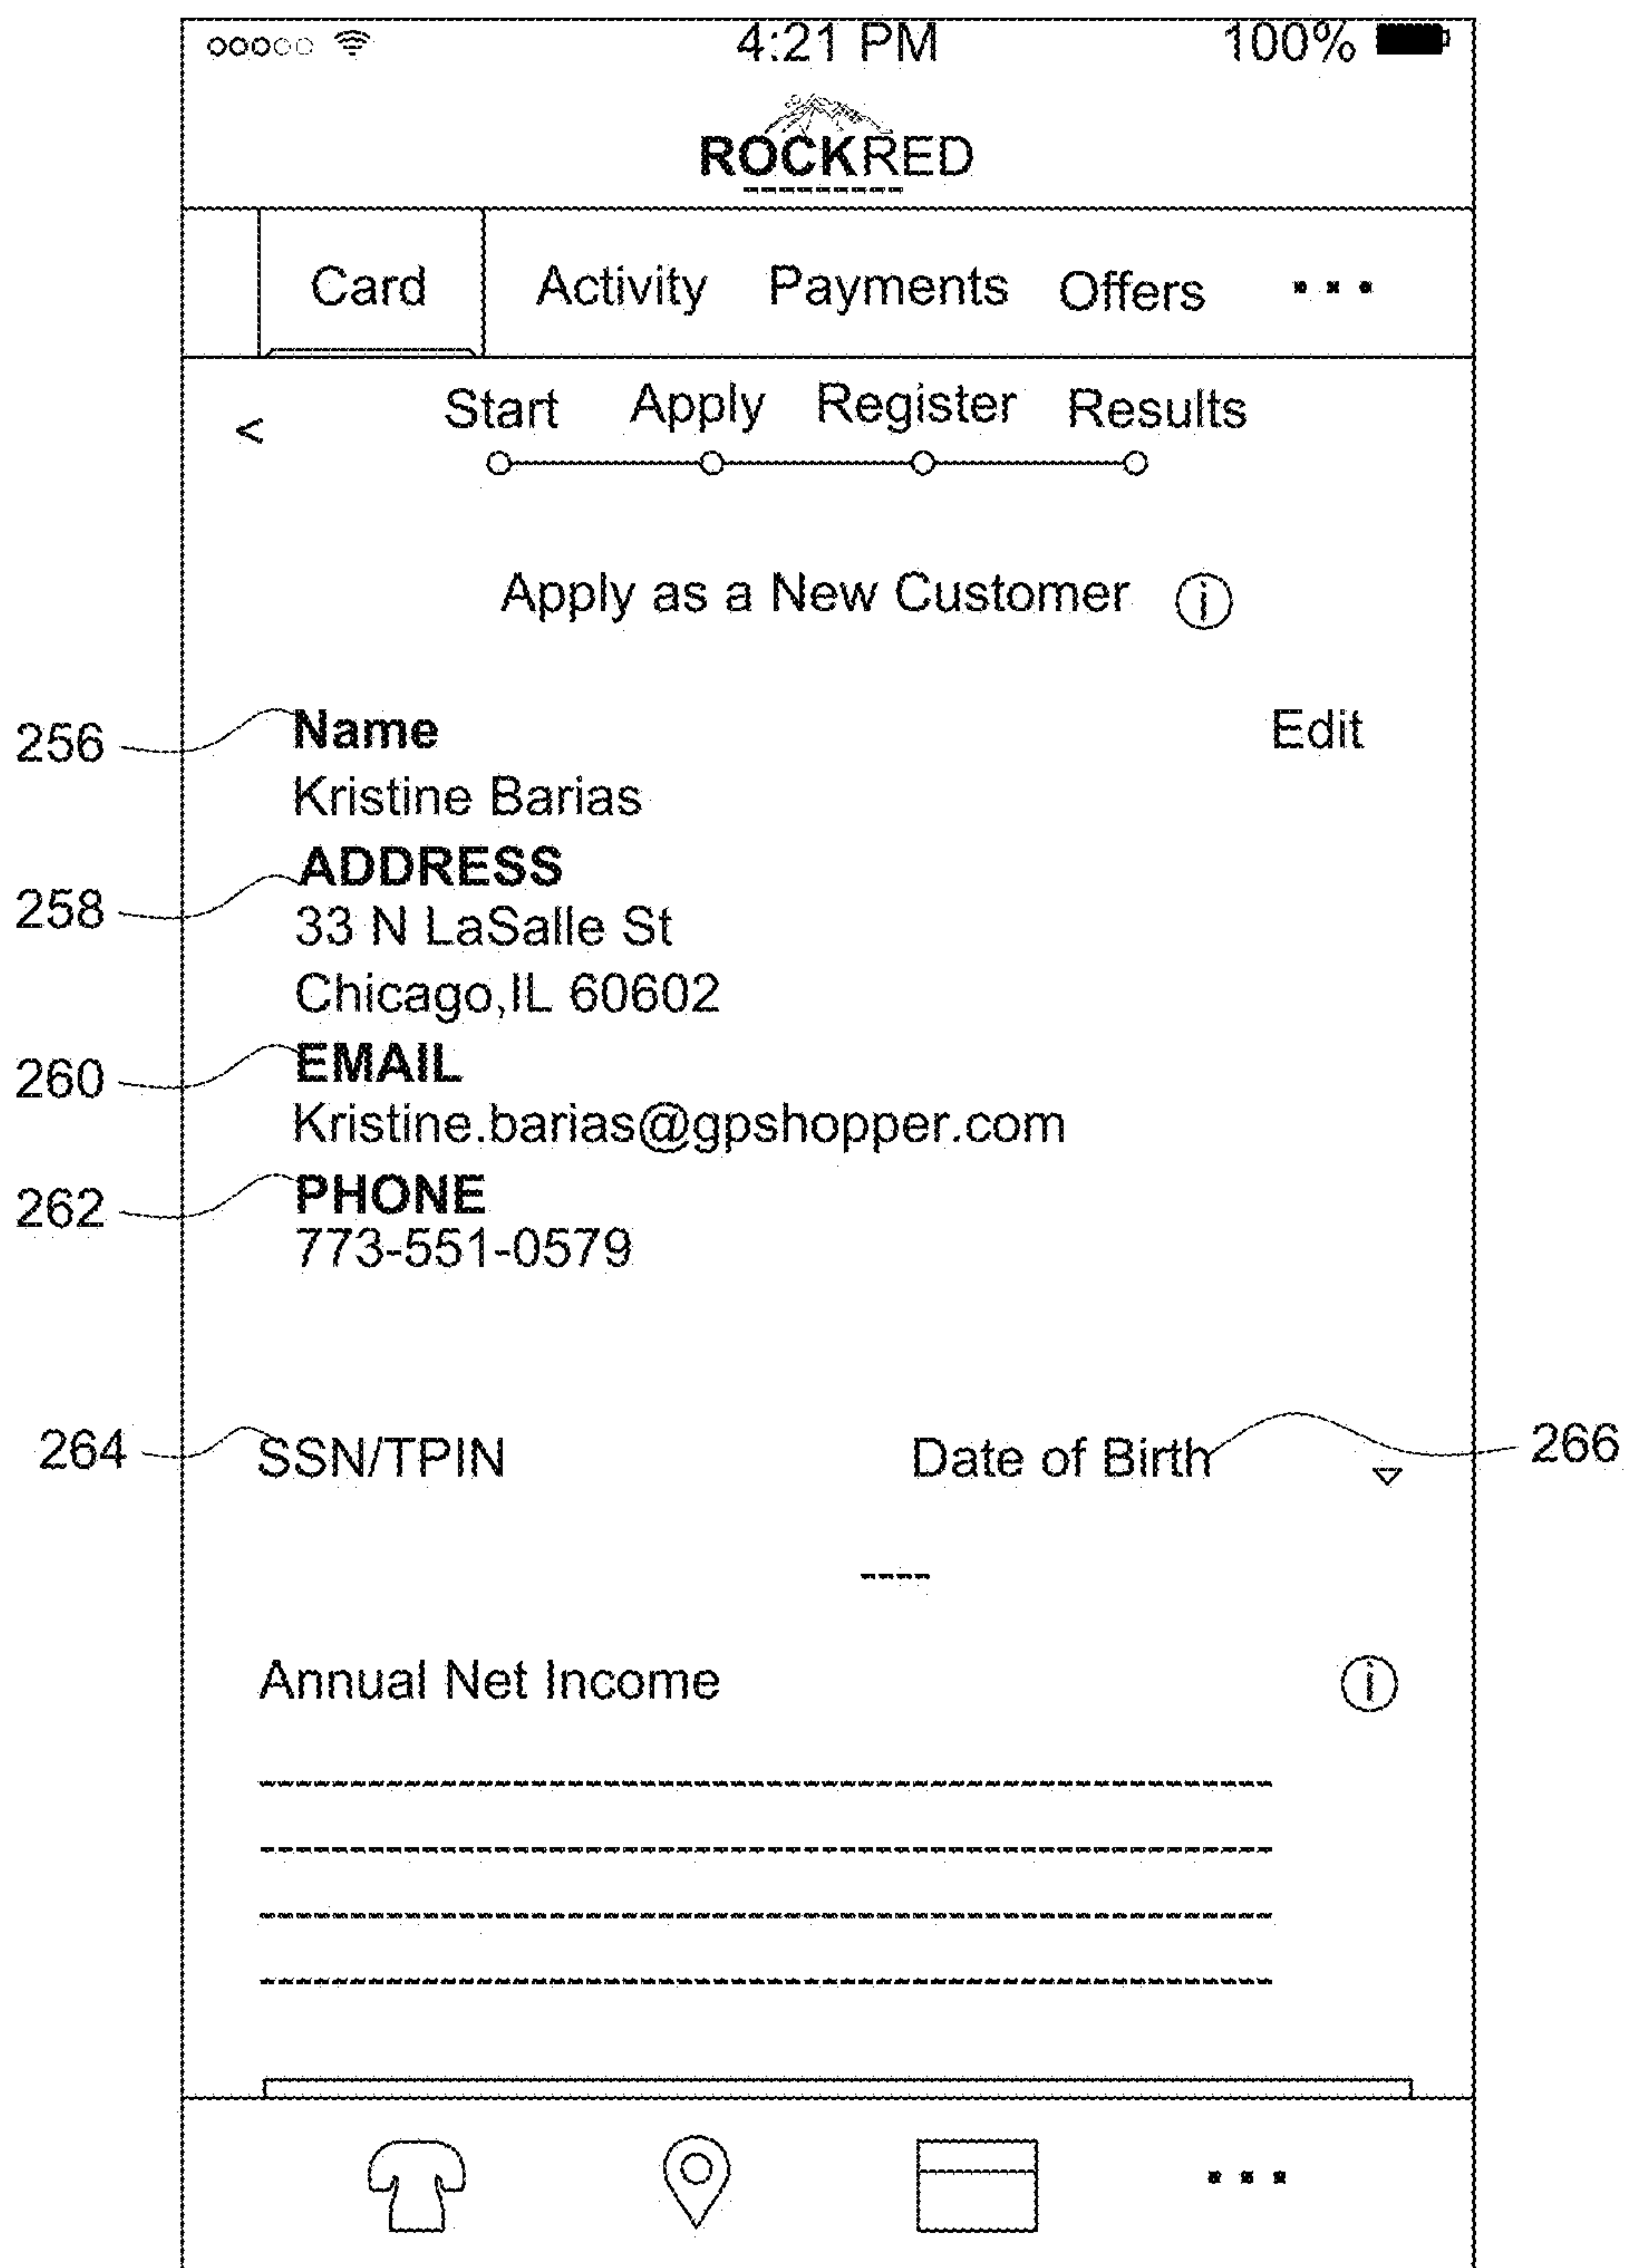 4:21 PM 100%
ROCKRED
Card Activity Payments Offers ...
< Start Apply Register Results
Apply as a New Customer i
256 Name Edit
Kristine Barias
258 ADDRESS
33 N LaSalle St
Chicago,IL 60602
260 EMAIL
Kristine.barias@gpshopper.com
262 PHONE
773-551-0579
264 SSN/TPIN Date of Birth 266
Annual Net Income i